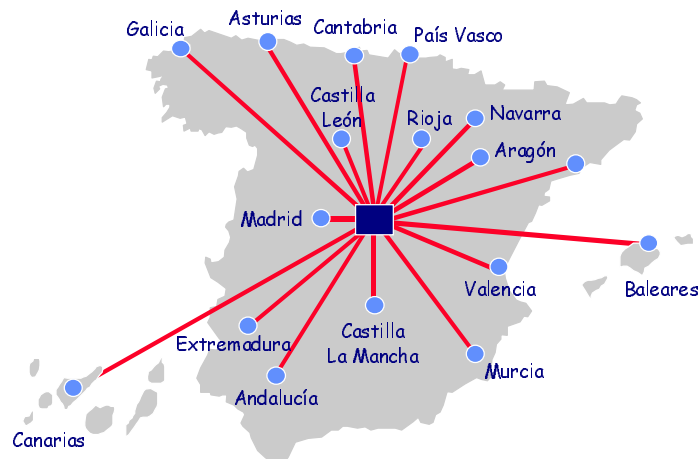 Asturias
Galicia
Cantabria
País Vasco
Castilla
León
Rioja
Navarra
Aragón
Madrid
Valencia
Baleares
Castilla
La Mancha
Extremadura
Murcia
Andalucía
Canarias